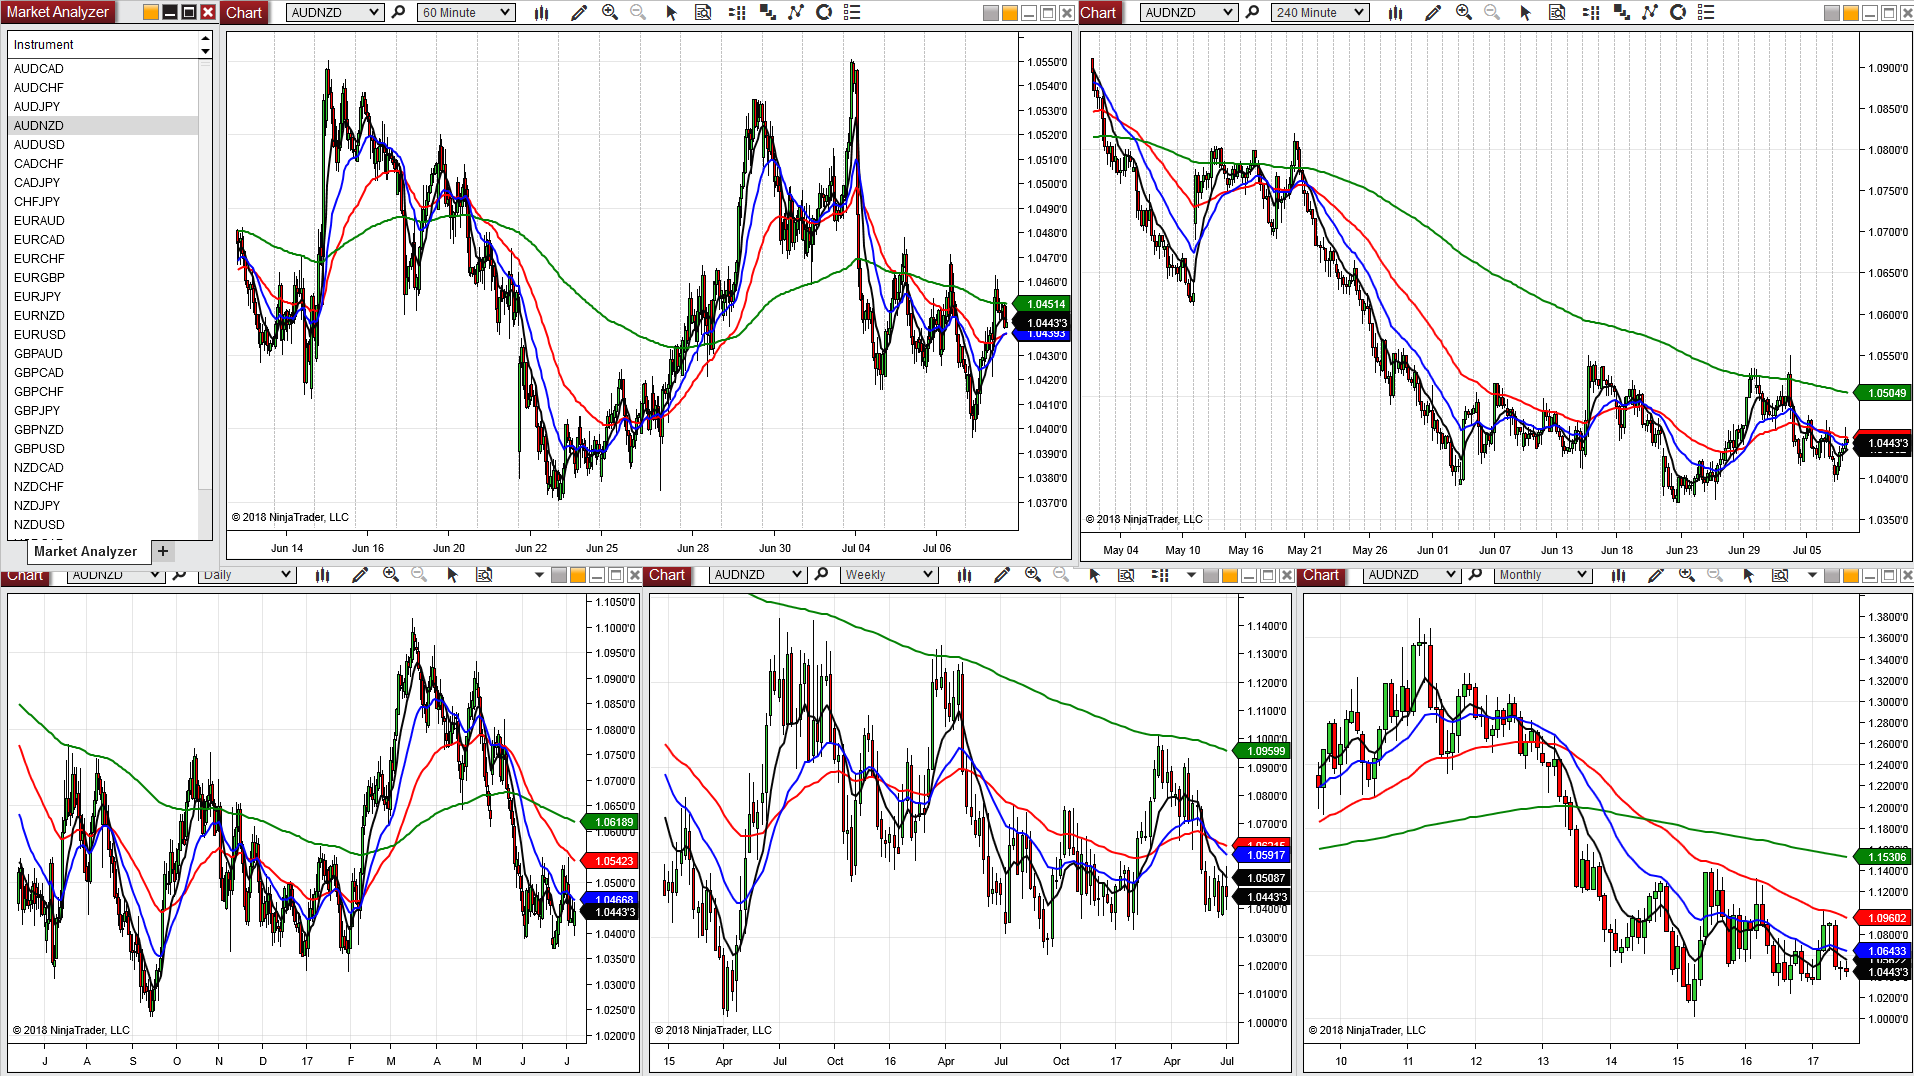 Market Analyzer
Instrument
AUDCAD
AUDCHF
AUDJPY
AUDNZD
AUDUSD
CADCHF
CADJPY
CHFJPY
EURAUD
EURCAD
EURCHF
EURGBP
EURJPY
EURNZD
EURUSD
GBPAUD
GBPCAD
GBPCHF
GBPJPY
GBPNZD
GBPUSD
NZDCAD
NZDCHF
NZDJPY
NZDUSD
Market Analyzer +
Chart AUDNZD 60 Minute
1.0550'0
1.0540'0
1.0530'0
1.0520'0
1.0510'0
1.0500'0
1.0490'0
1.0480'0
1.0470'0
1.0460'0
1.04514
1.0443'3
1.04393
1.0430'0
1.0420'0
1.0410'0
1.0400'0
1.0390'0
1.0380'0
1.0370'0
© 2018 NinjaTrader, LLC
Jun 14 Jun 16 Jun 20 Jun 22 Jun 25 Jun 28 Jun 30 Jul 04 Jul 06
Chart AUDNZD 240 Minute
1.0900'0
1.0850'0
1.0800'0
1.0750'0
1.0700'0
1.0650'0
1.0600'0
1.0550'0
1.05049
1.0443'3
1.0400'0
1.0350'0
© 2018 NinjaTrader, LLC
May 04 May 10 May 16 May 21 May 26 Jun 01 Jun 07 Jun 13 Jun 18 Jun 23 Jun 29 Jul 05
Chart AUDNZD Daily
1.1050'0
1.1000'0
1.0950'0
1.0900'0
1.0850'0
1.0800'0
1.0750'0
1.0700'0
1.0650'0
1.06189
1.0600'0
1.05423
1.0500'0
1.04668
1.0443'3
1.0400'0
1.0350'0
1.0300'0
1.0250'0
1.0200'0
© 2018 NinjaTrader, LLC
J A S O N D 17 F M A M J J
Chart AUDNZD Weekly
1.1400'0
1.1300'0
1.1200'0
1.1100'0
1.1000'0
1.09599
1.0900'0
1.0800'0
1.0700'0
1.05917
1.05087
1.0443'3
1.0400'0
1.0300'0
1.0200'0
1.0100'0
1.0000'0
© 2018 NinjaTrader, LLC
15 Apr Jul Oct 16 Apr Jul Oct 17 Apr Jul
Chart AUDNZD Monthly
1.3800'0
1.3600'0
1.3400'0
1.3200'0
1.3000'0
1.2800'0
1.2600'0
1.2400'0
1.2200'0
1.2000'0
1.1800'0
1.15306
1.1400'0
1.1200'0
1.09602
1.0800'0
1.06433
1.0443'3
1.0200'0
1.0000'0
© 2018 NinjaTrader, LLC
10 11 12 13 14 15 16 17